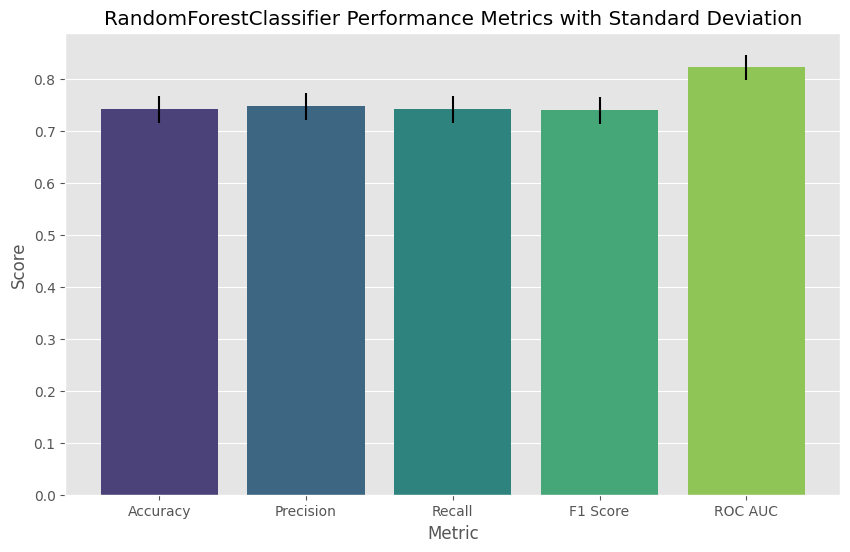 RandomForestClassifier Performance Metrics with Standard Deviation
Score
0.8
0.7
0.6
0.5
0.4
0.3
0.2
0.1
0.0
Accuracy Precision Recall F1 Score ROC AUC
Metric